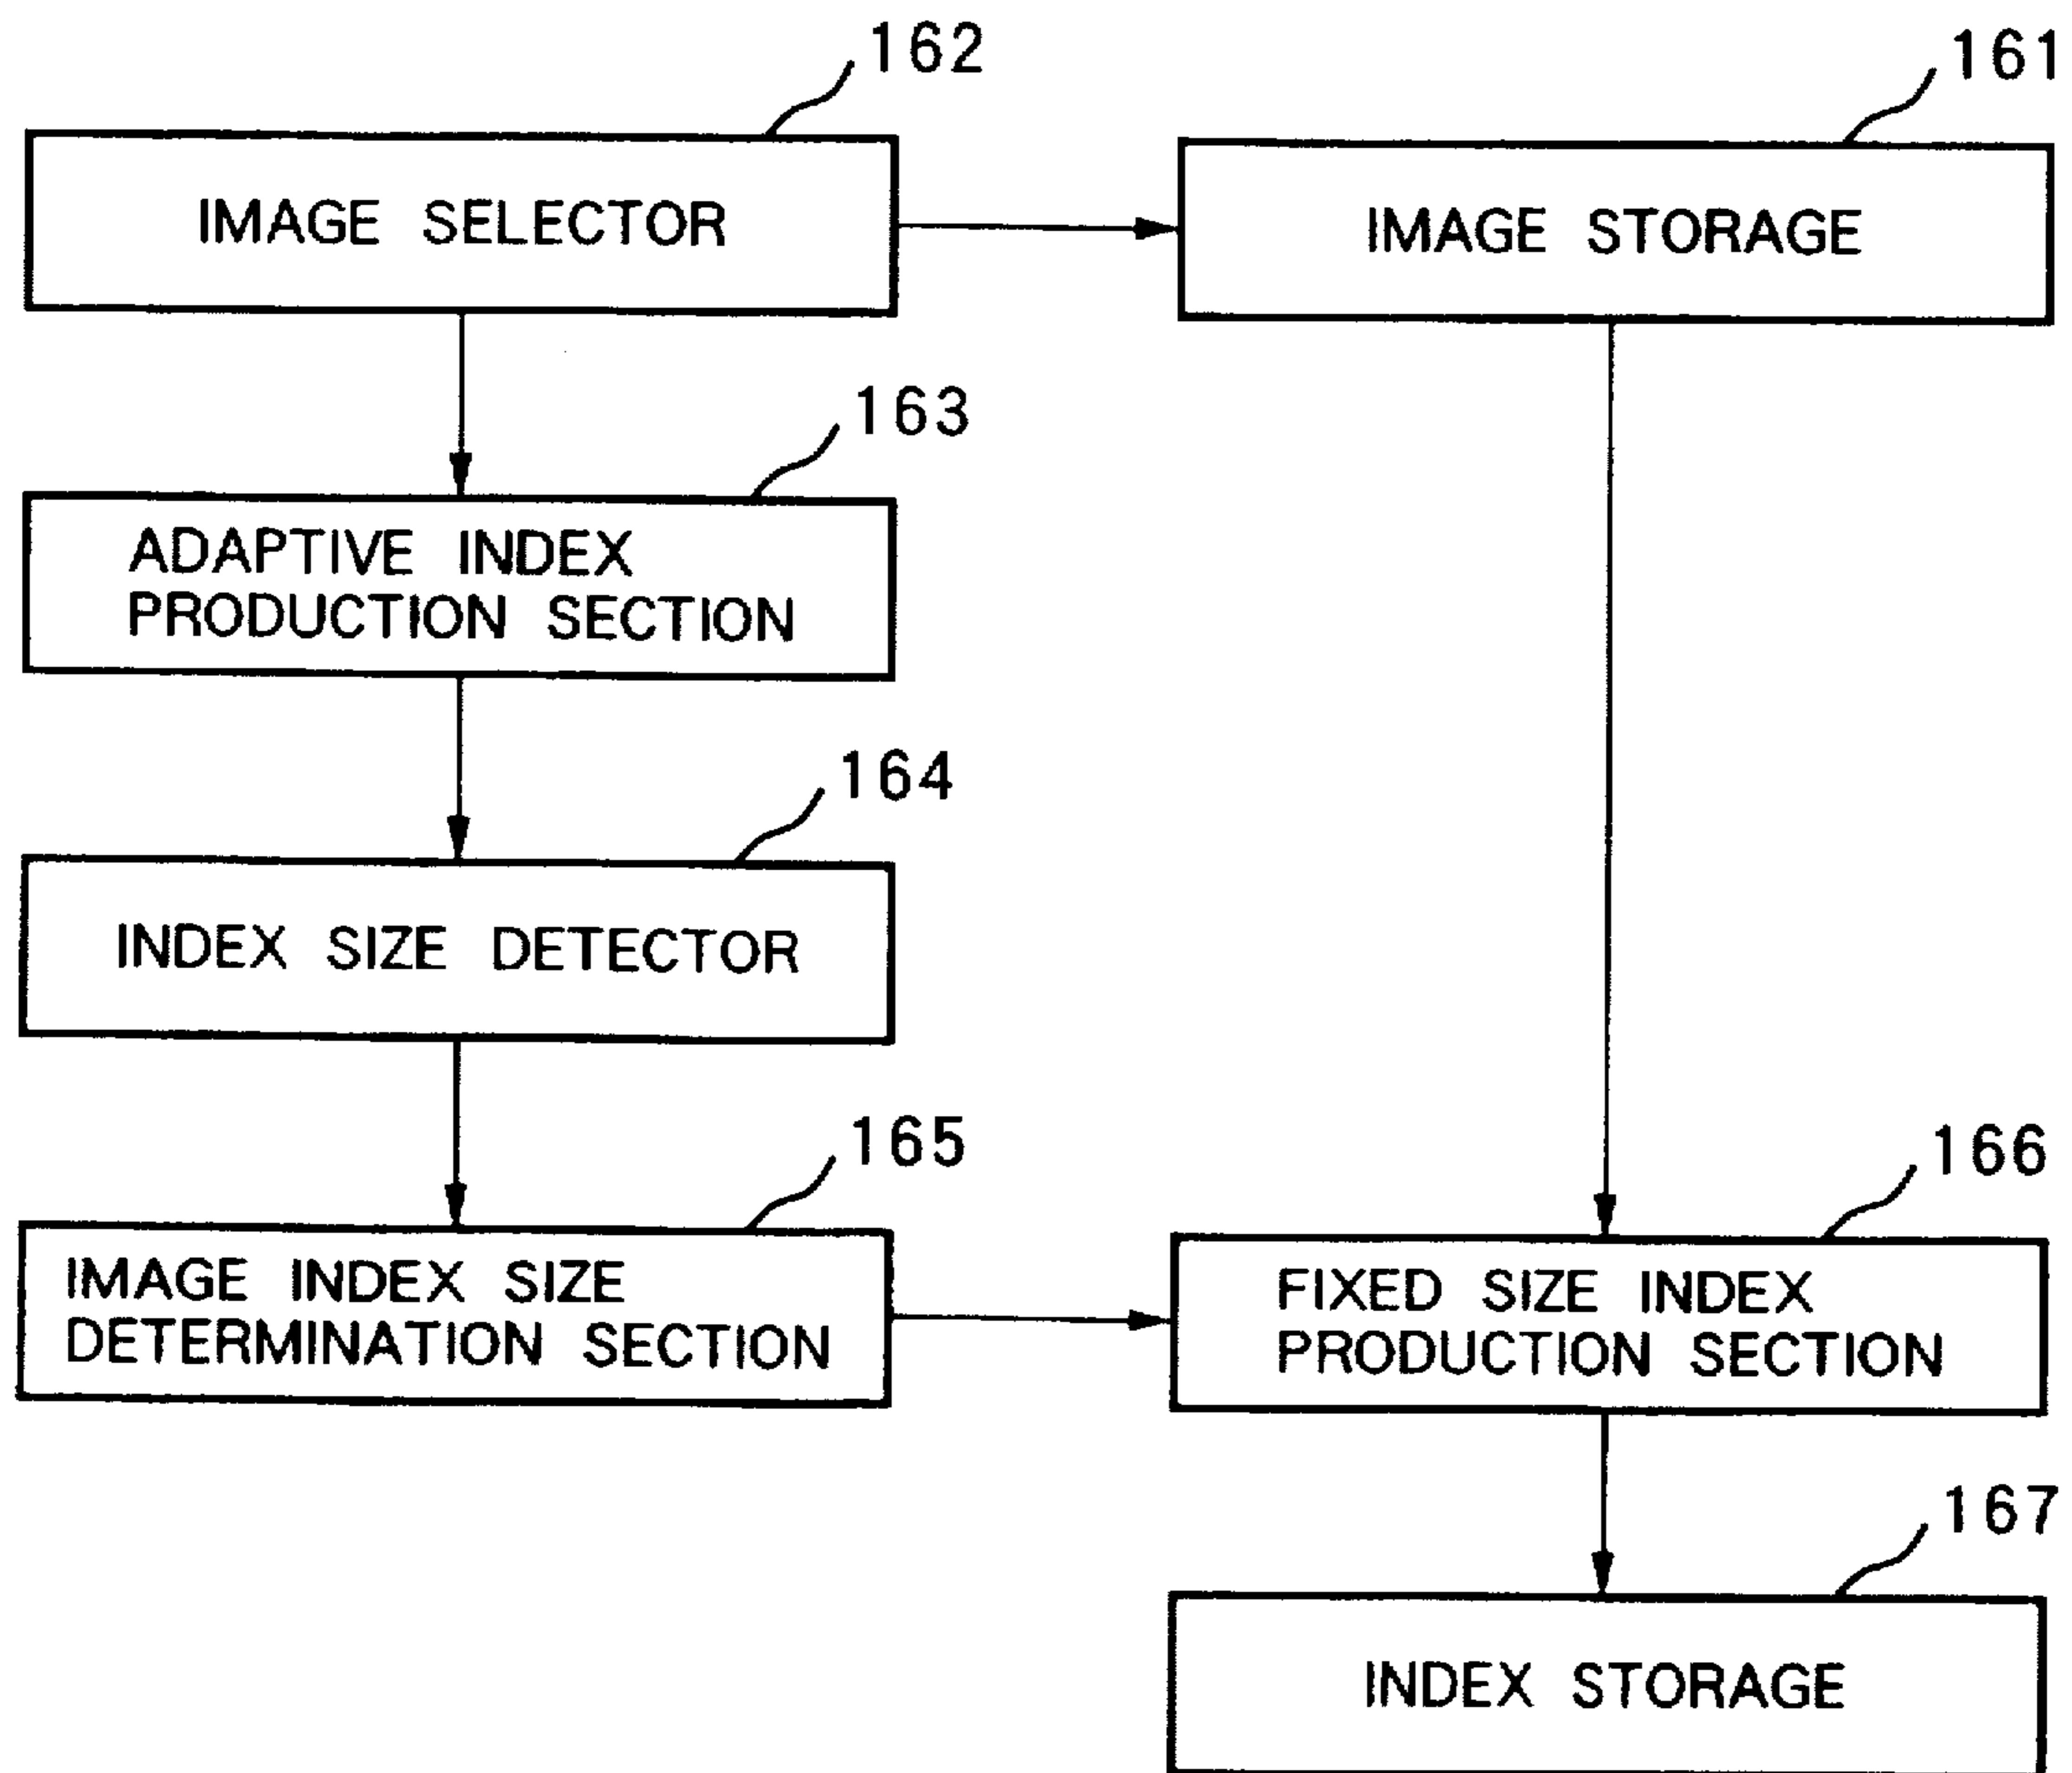 162
161
IMAGE SELECTOR
IMAGE STORAGE
163
ADAPTIVE INDEX
PRODUCTION SECTION
164
INDEX SIZE DETECTOR
165
166
IMAGE INDEX SIZE
DETERMINATION SECTION
FIXED SIZE INDEX
PRODUCTION SECTION
167
INDEX STORAGE